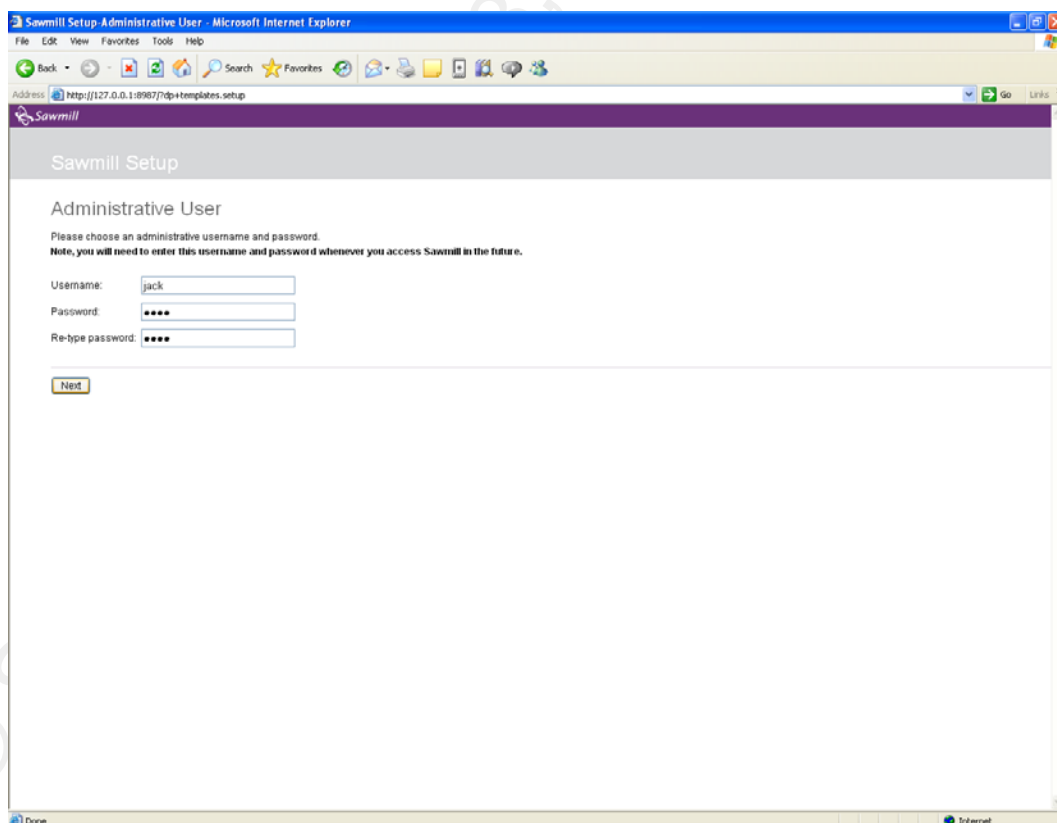 Sawmill Setup-Administrative User - Microsoft Internet Explorer
File Edit View Favorites Tools Help
Back Search Favorites
Address http://127.0.0.1:8987/?dp+templates.setup Go Links
Sawmill
Sawmill Setup
Administrative User
Please choose an administrative username and password.
Note, you will need to enter this username and password whenever you access Sawmill in the future.
Username: jack
Password: ••••
Re-type password: ••••
Next
Done Internet